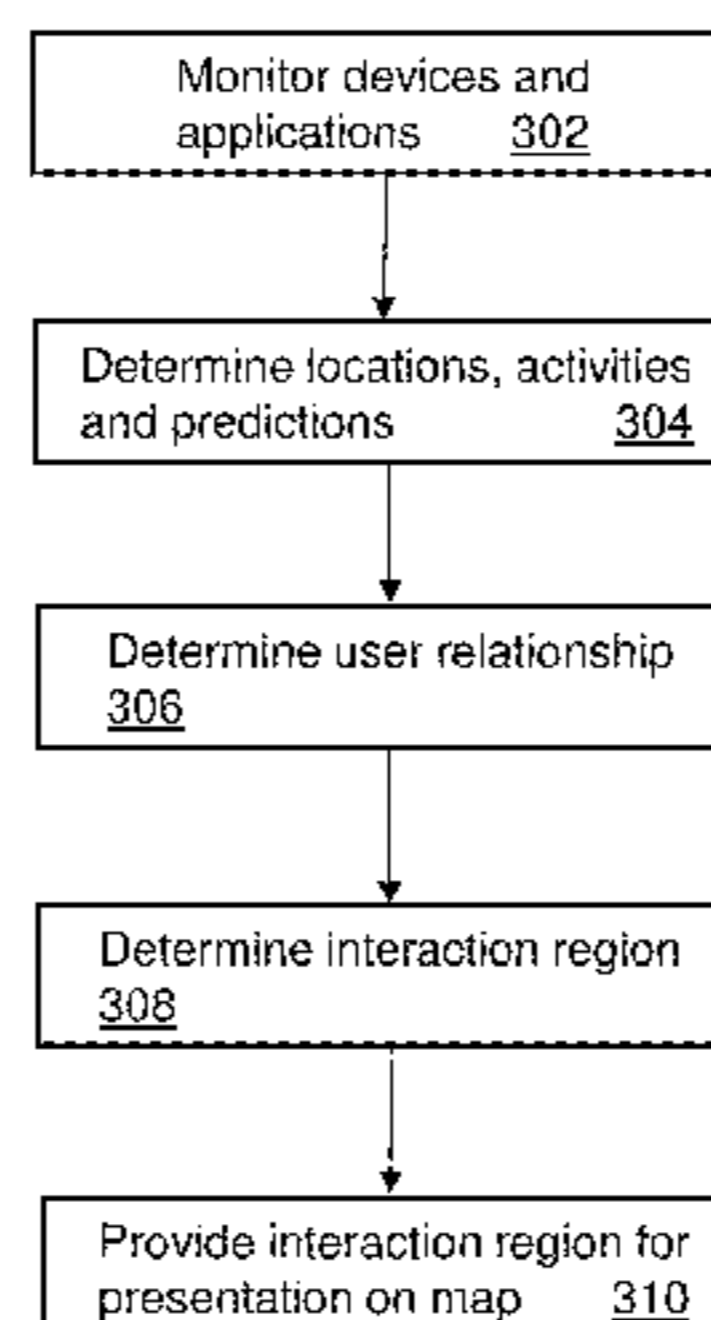 Monitor devices and
applications 302
Determine locations, activities
and predictions 304
Determine user relationship
306
Determine interaction region
308
Provide interaction region for
presentation on map 310